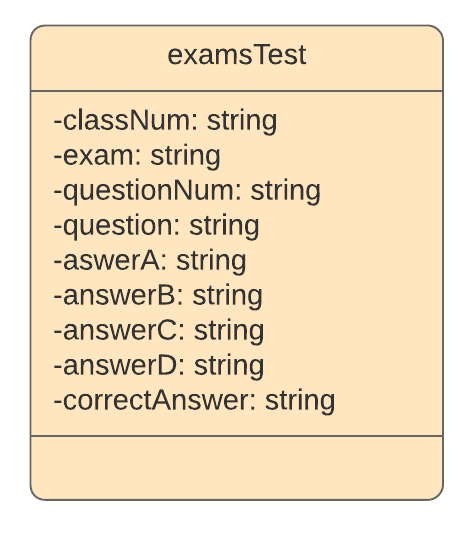 examsTest
-classNum: string
-exam: string
-questionNum: string
-question: string
-aswerA: string
-answerB: string
-answerC: string
-answerD: string
-correctAnswer: string